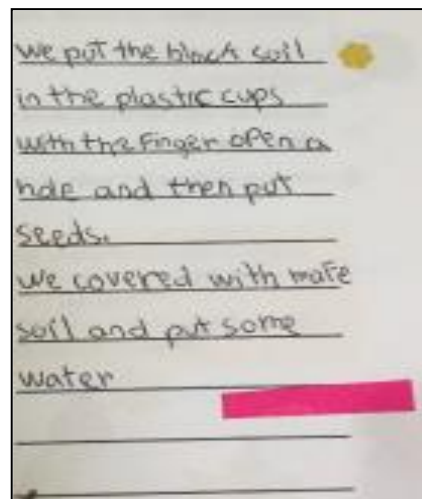 we put the black soil
in the plastic cups
with the Finger open a
hole and then put
seeds.
we covered with more
soil and put some
water